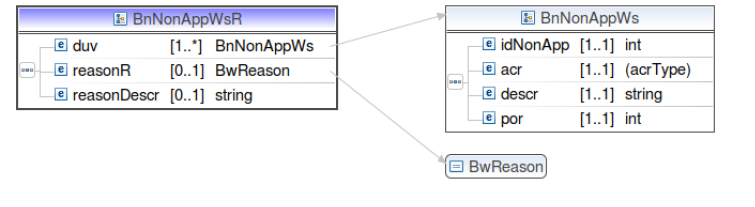 BnNonAppWsR
duv [1..*] BnNonAppWs
reasonR [0..1] BwReason
reasonDescr [0..1] string
BnNonAppWs
idNonApp [1..1] int
acr [1..1] (acrType)
descr [1..1] string
por [1..1] int
BwReason